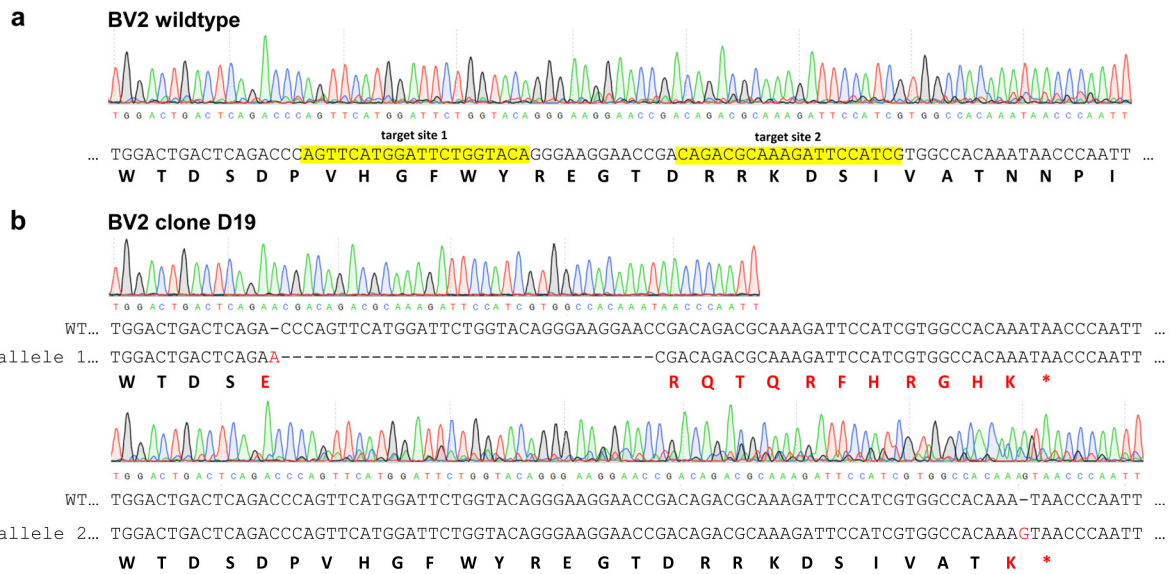 a
BV2 wildtype
TGGACTGACTCAGACCCAGTTCATGGATTCTGGTACAGGGAAGGAACCGACAGACGCAAAGATTCCATCGTGGCCACAAATAACCCAATT
target site 1 target site 2
... TGGACTGACTCAGACCCAGTTCATGGATTCTGGTACAGGGAAGGAACCGACAGACGCAAAGATTCCATCGTGGCCACAAATAACCCAATT ...
W T D S D P V H G F W Y R E G T D R R K D S I V A T N N P I
b
BV2 clone D19
TGGACTGACTCAGAACGACAGACGCAAAGATTCCATCGTGGCCACAAATAACCCAATT
WT... TGGACTGACTCAGA-CCCAGTTCATGGATTCTGGTACAGGGAAGGAACCGACAGACGCAAAGATTCCATCGTGGCCACAAATAACCCAATT ...
allele 1... TGGACTGACTCAGAA---------------------------------CGACAGACGCAAAGATTCCATCGTGGCCACAAATAACCCAATT ...
W T D S E R Q T Q R F H R G H K *
TGGACTGACTCAGACCCAGTTCATGGATTCTGGTACAGGGAAGGAACCGACAGACGCAAAGATTCCATCGTGGCCACAAAGTAACCCAATT
WT... TGGACTGACTCAGACCCAGTTCATGGATTCTGGTACAGGGAAGGAACCGACAGACGCAAAGATTCCATCGTGGCCACAAA-TAACCCAATT ...
allele 2... TGGACTGACTCAGACCCAGTTCATGGATTCTGGTACAGGGAAGGAACCGACAGACGCAAAGATTCCATCGTGGCCACAAAGTAACCCAATT ...
W T D S D P V H G F W Y R E G T D R R K D S I V A T K *